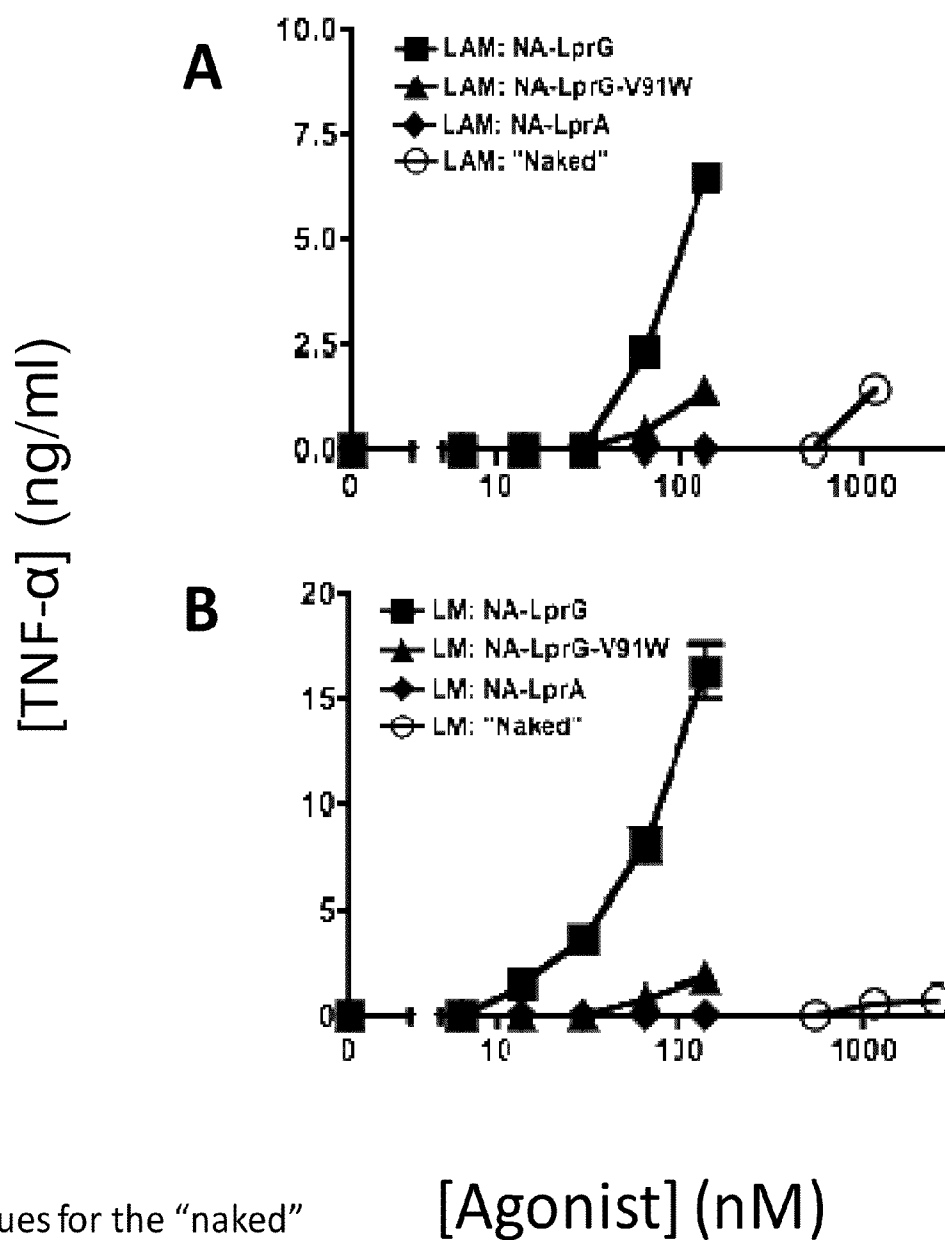 [TNF-α] (ng/ml)
A
10.0
7.5
5.0
2.5
0.0
LAM: NA-LprG
LAM: NA-LprG-V91W
LAM: NA-LprA
LAM: "Naked"
0 10 100 1000
B
20
15
10
5
0
LM: NA-LprG
LM: NA-LprG-V91W
LM: NA-LprA
LM: "Naked"
0 10 100 1000
[Agonist] (nM)
ues for the “naked”